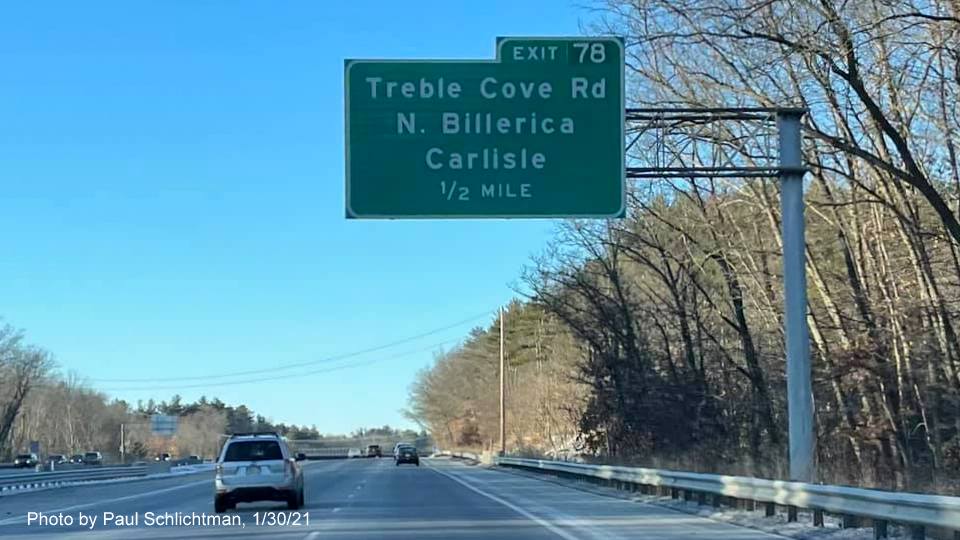 EXIT 78
Treble Cove Rd
N. Billerica
Carlisle
1/2 MILE
Photo by Paul Schlichtman, 1/30/21